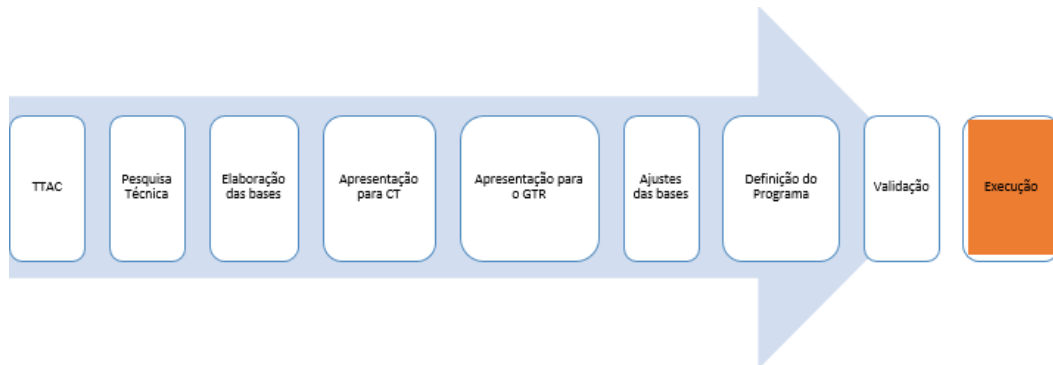 TTAC
Pesquisa
Técnica
Elaboração
das bases
Apresentação
para CT
Apresentação para
o GTR
Ajustes
das bases
Definição do
Programa
Validação
Execução